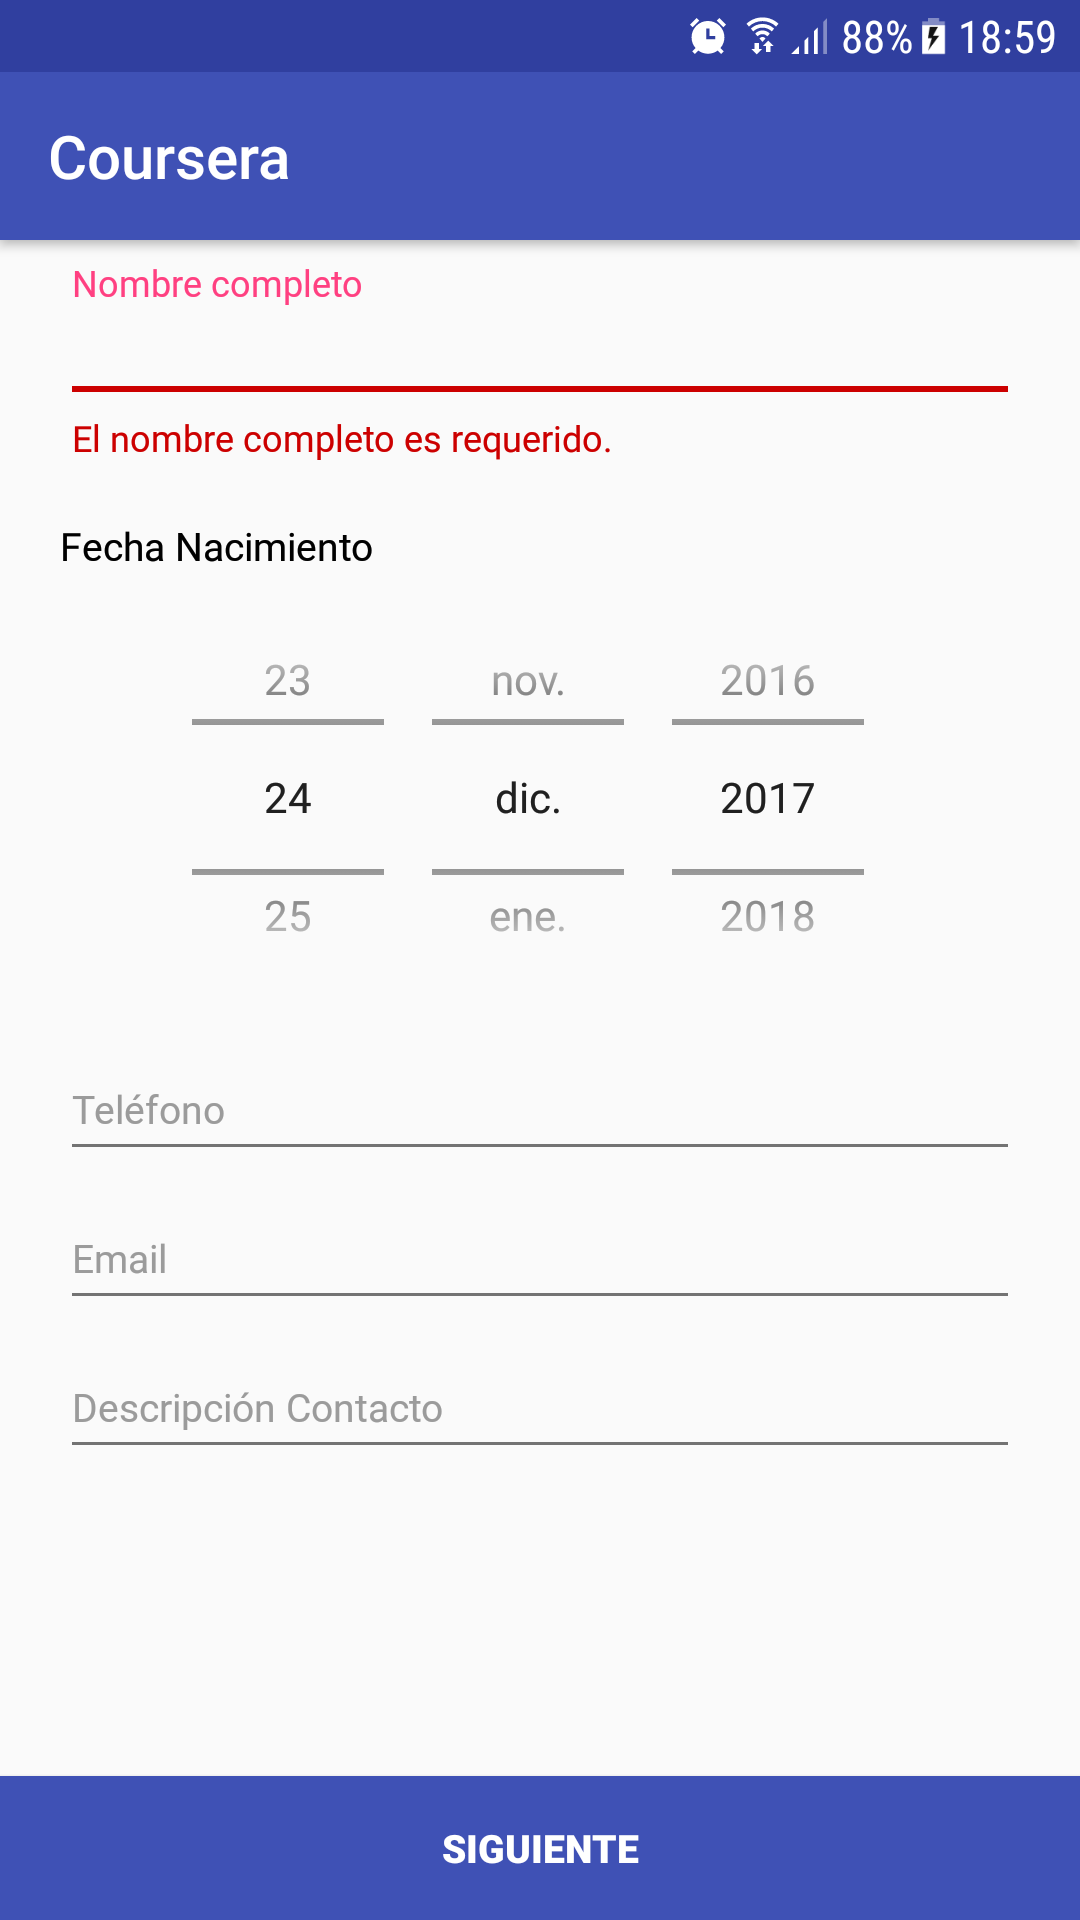 88% 18:59
Coursera
Nombre completo
El nombre completo es requerido.
Fecha Nacimiento
23 nov. 2016
24 dic. 2017
25 ene. 2018
Teléfono
Email
Descripción Contacto
SIGUIENTE